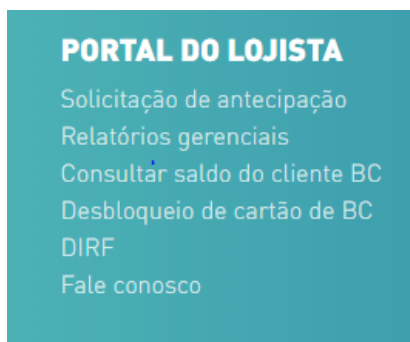 PORTAL DO LOJISTA
Solicitação de antecipação
Relatórios gerenciais
Consultar saldo do cliente BC
Desbloqueio de cartão de BC
DIRF
Fale conosco